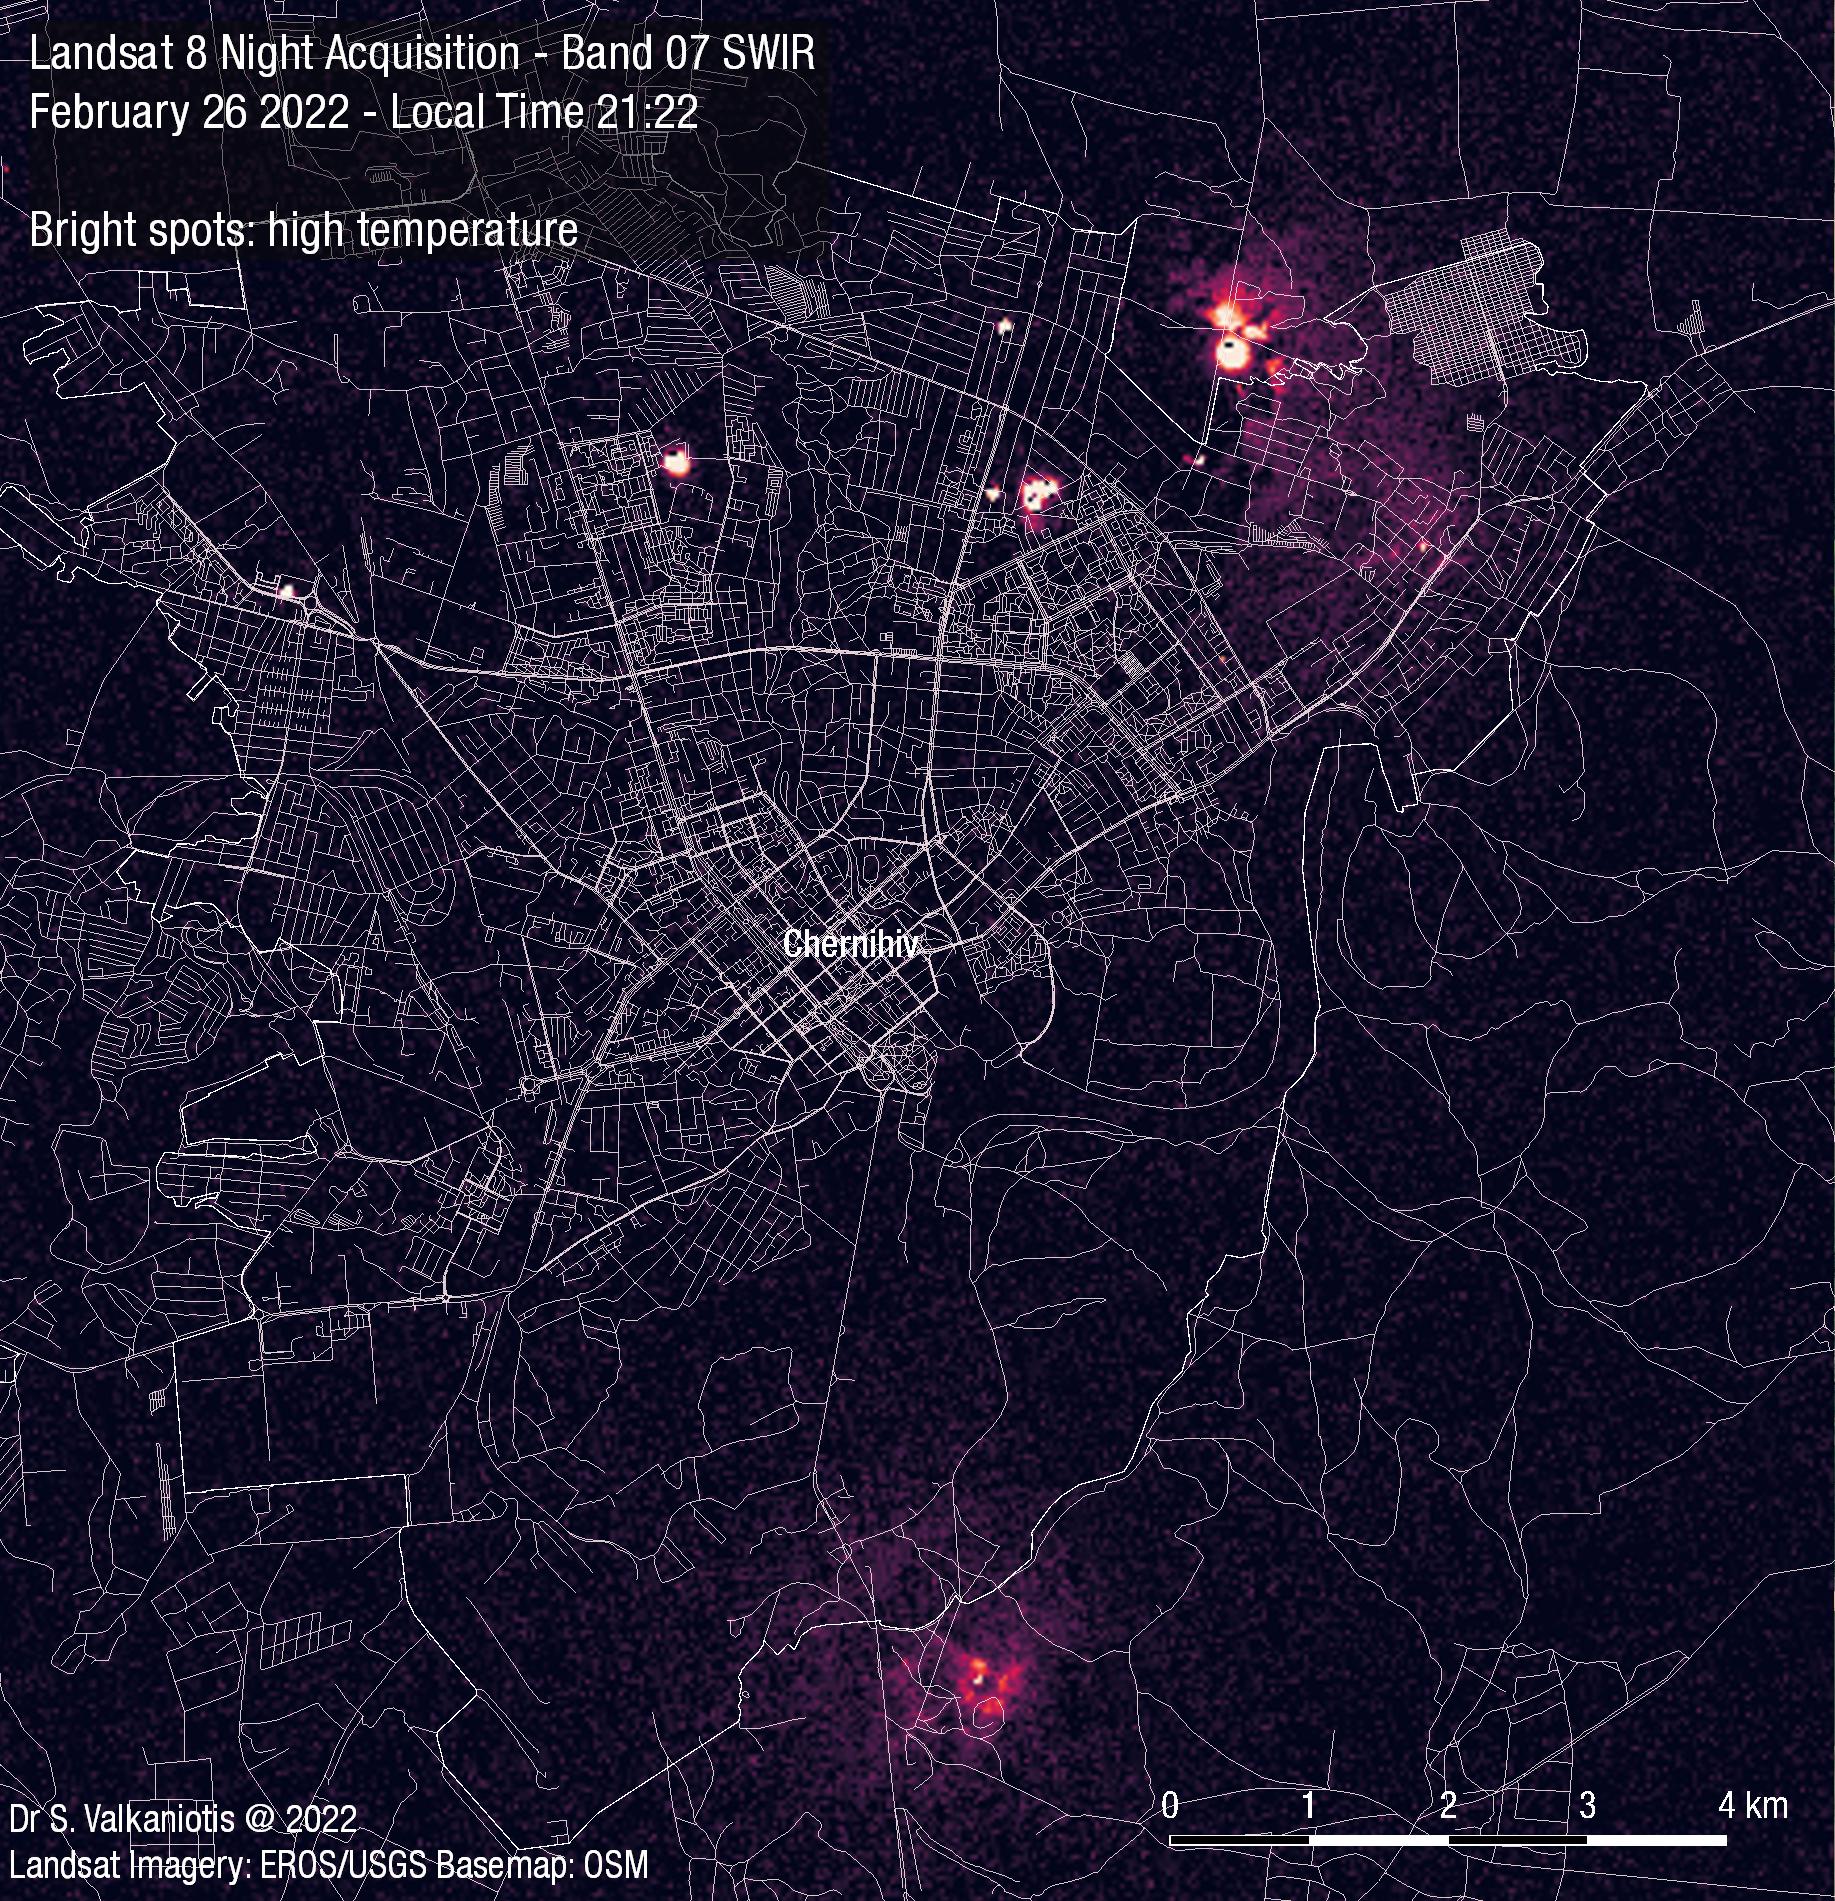 Landsat 8 Night Acquisition - Band 07 SWIR
February 26 2022 - Local Time 21:22
Bright spots: high temperature
Chernihiv
0 1 2 3 4 km
Dr S. Valkaniotis @ 2022
Landsat Imagery: EROS/USGS Basemap: OSM